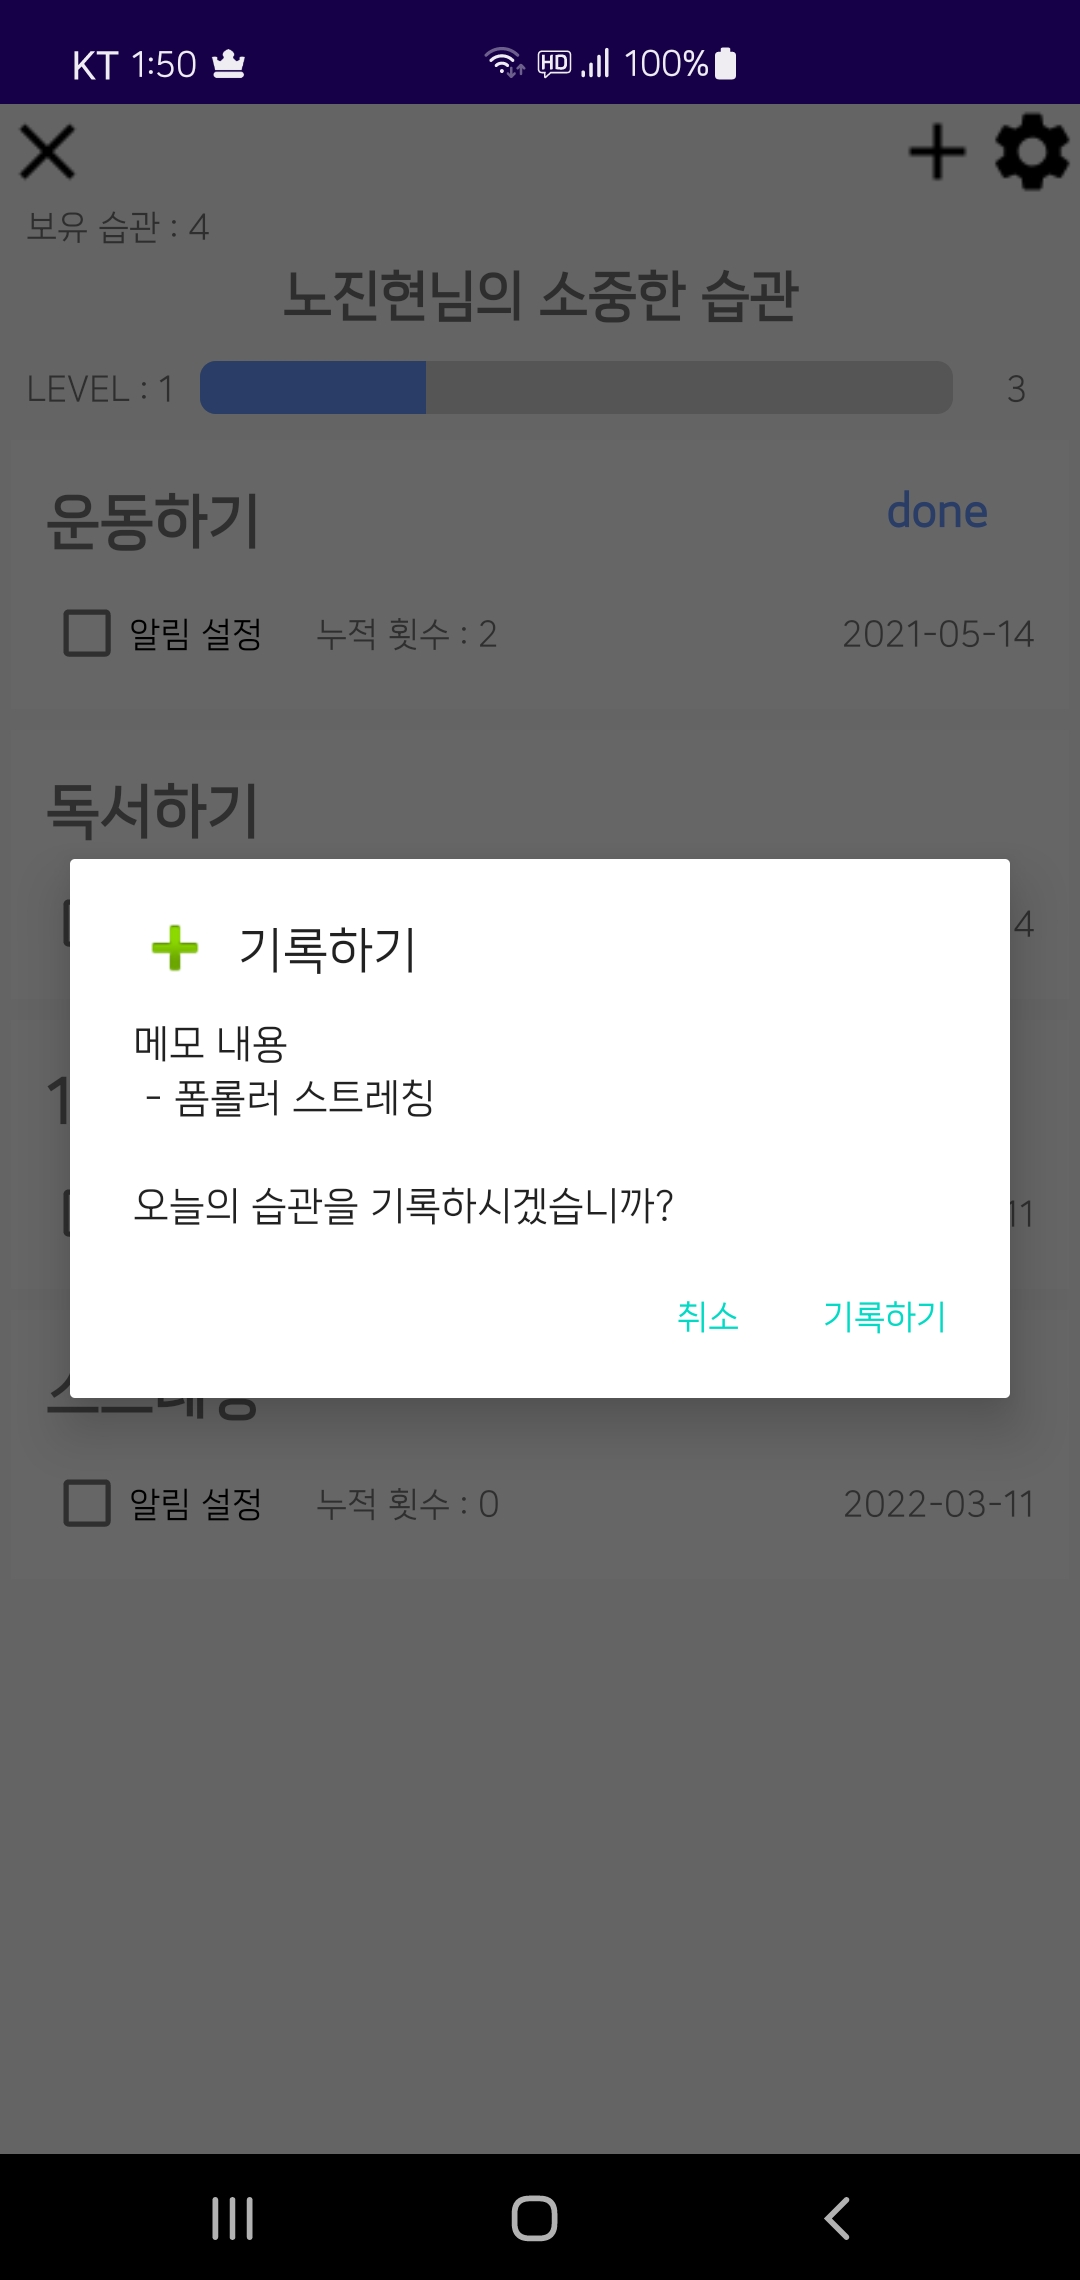 KT 1:50 HD 100%
보유 습관 : 4
노진현님의 소중한 습관
LEVEL : 1 3
운동하기 done
알림 설정 누적 횟수 : 2 2021-05-14
독서하기
4
기록하기
메모 내용
- 폼롤러 스트레칭
오늘의 습관을 기록하시겠습니까?
취소 기록하기
1
11
알림 설정 누적 횟수 : 0 2022-03-11